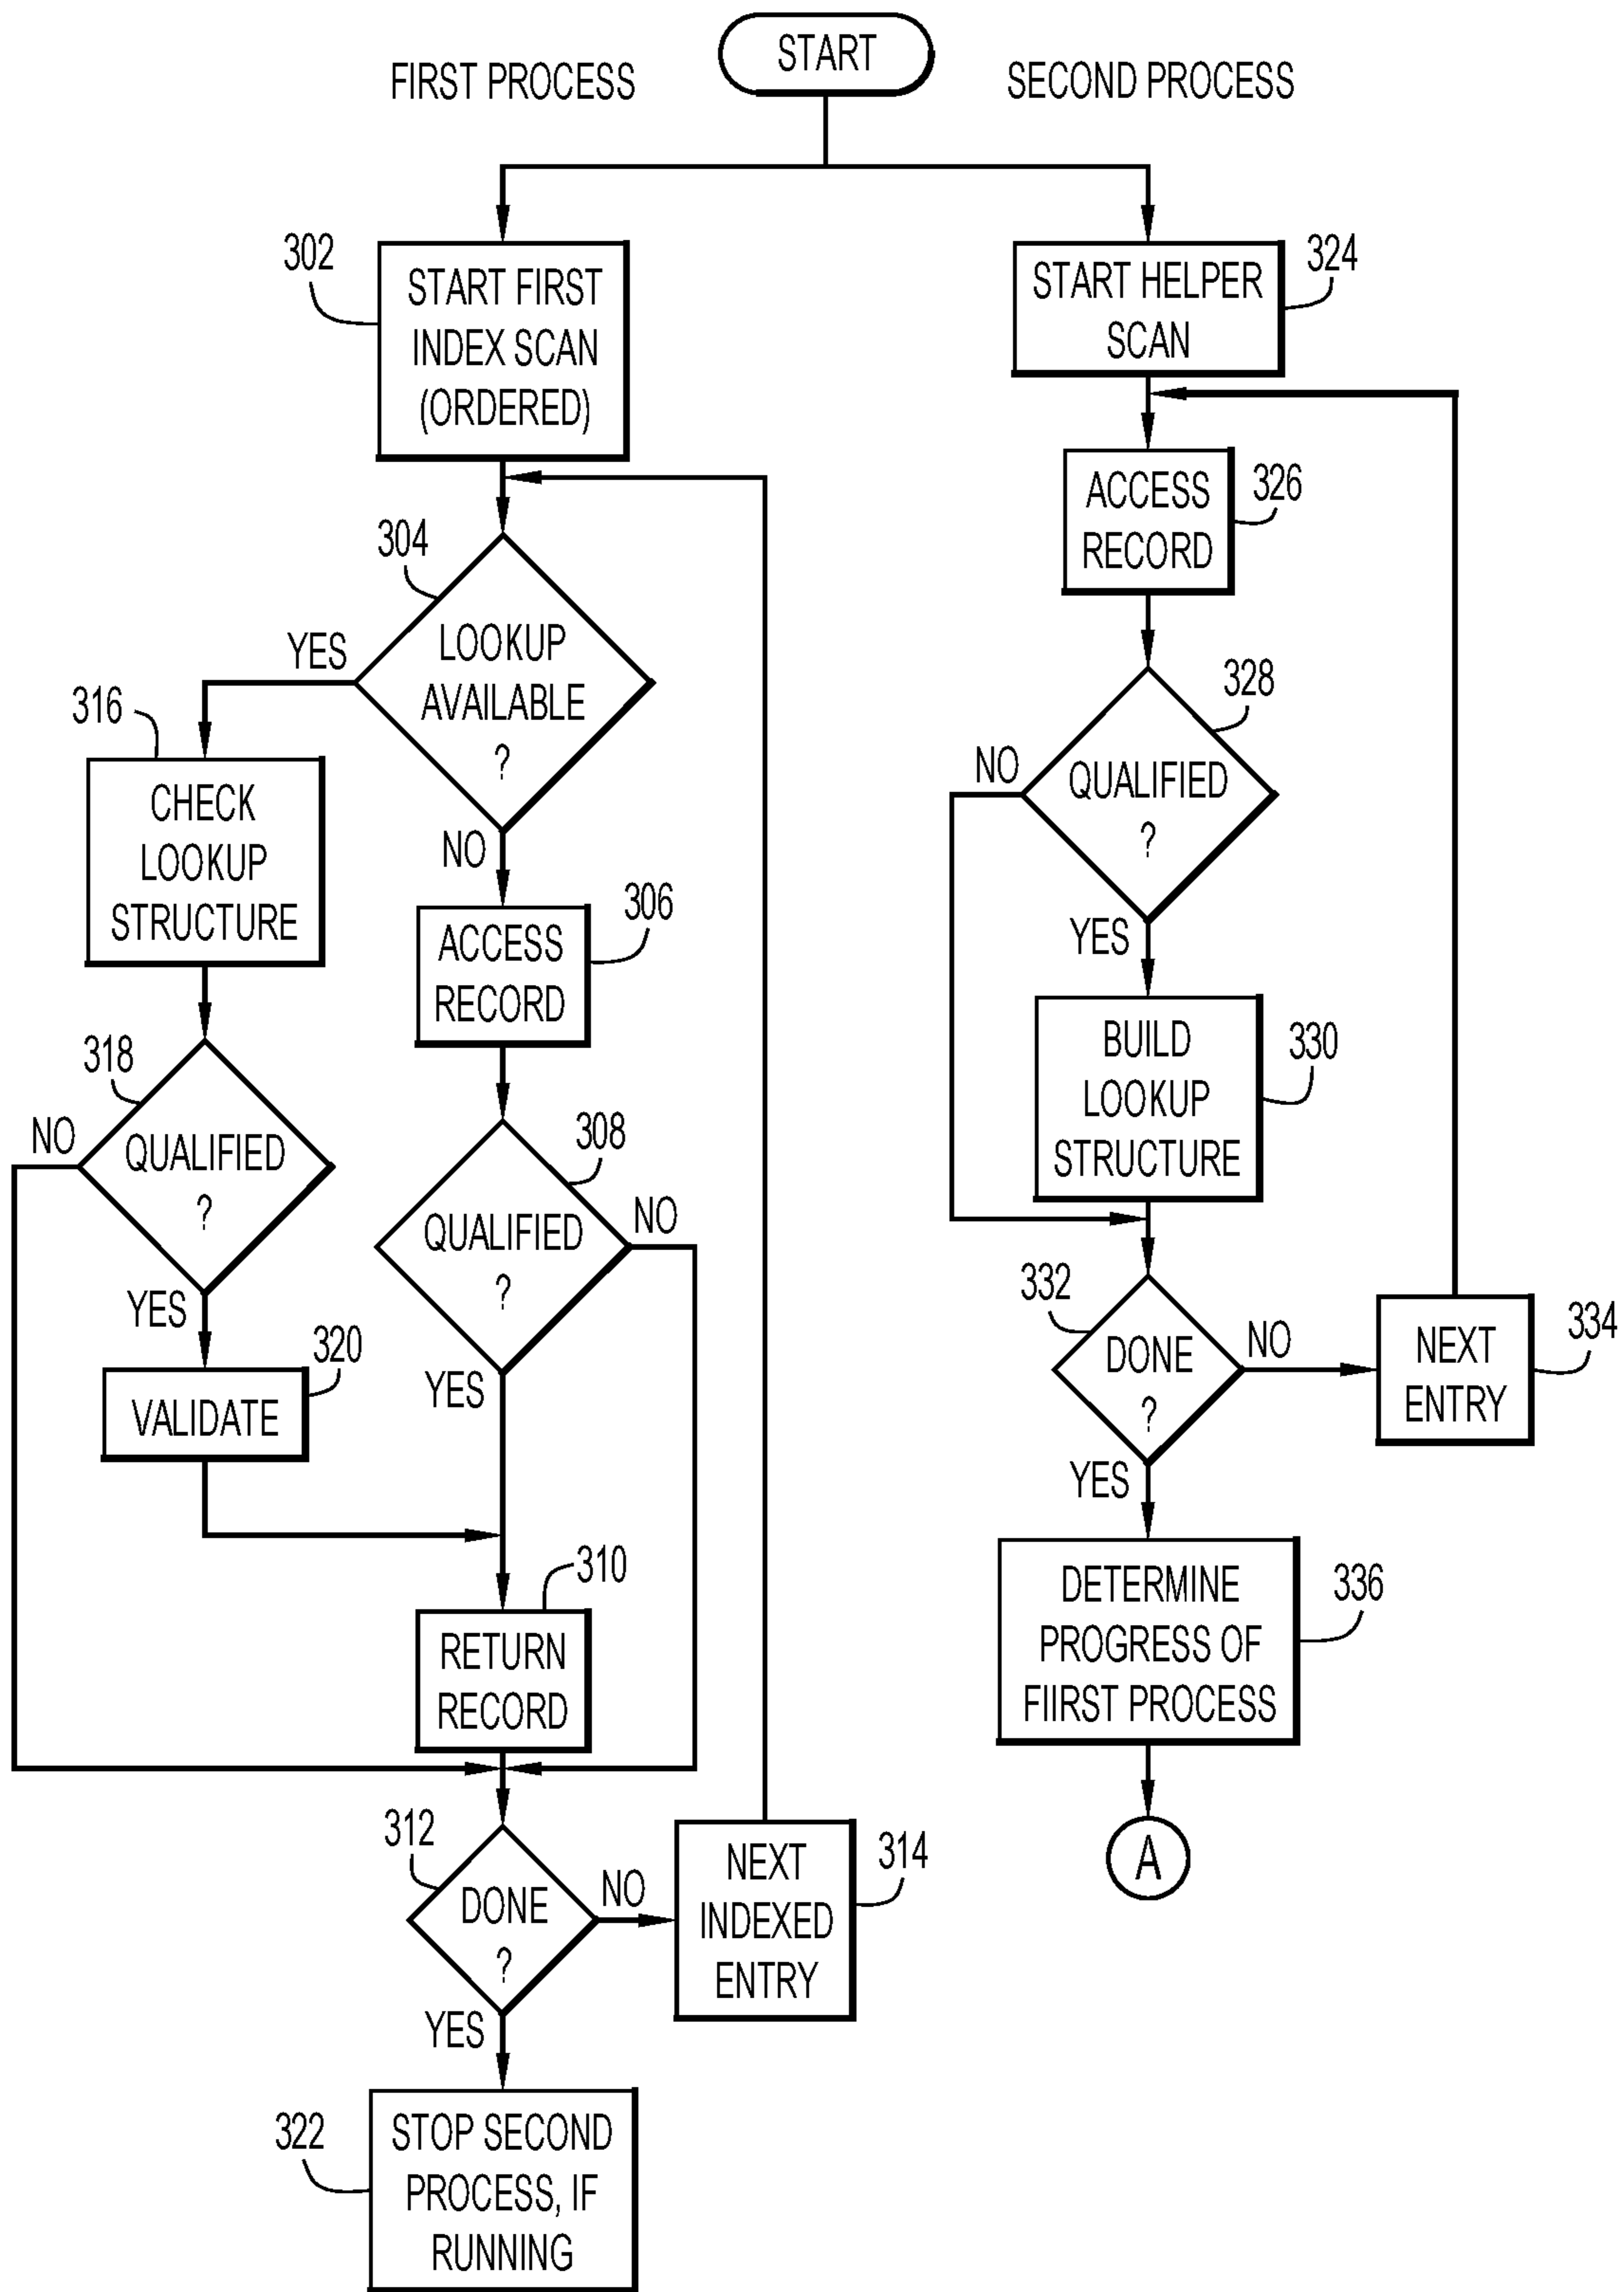 START
FIRST PROCESS
SECOND PROCESS
302
START FIRST
INDEX SCAN
(ORDERED)
304
LOOKUP
AVAILABLE
?
YES
NO
316
CHECK
LOOKUP
STRUCTURE
306
ACCESS
RECORD
318
QUALIFIED
?
NO
YES
308
QUALIFIED
?
NO
YES
320
VALIDATE
310
RETURN
RECORD
312
DONE
?
NO
YES
314
NEXT
INDEXED
ENTRY
322
STOP SECOND
PROCESS, IF
RUNNING
324
START HELPER
SCAN
326
ACCESS
RECORD
328
QUALIFIED
?
NO
YES
330
BUILD
LOOKUP
STRUCTURE
332
DONE
?
NO
YES
334
NEXT
ENTRY
336
DETERMINE
PROGRESS OF
FIIRST PROCESS
A